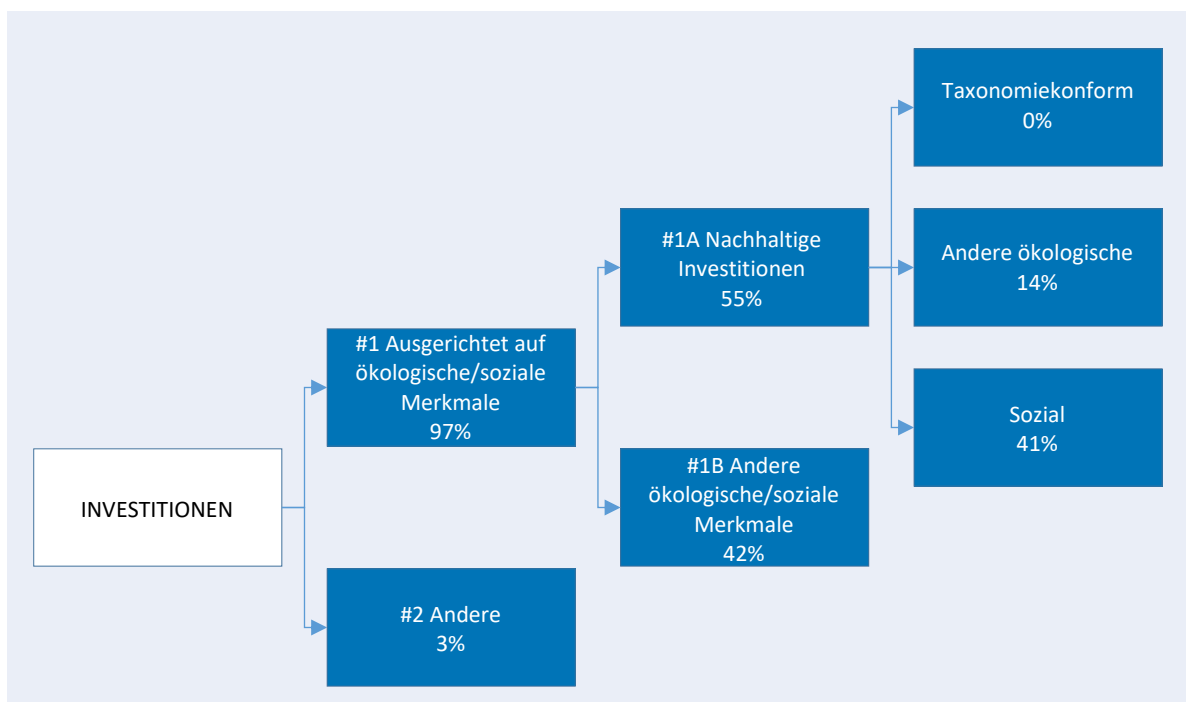 INVESTITIONEN
#1 Ausgerichtet auf
ökologische/soziale
Merkmale
97%
#2 Andere
3%
#1A Nachhaltige
Investitionen
55%
#1B Andere
ökologische/soziale
Merkmale
42%
Taxonomiekonform
0%
Andere ökologische
14%
Sozial
41%